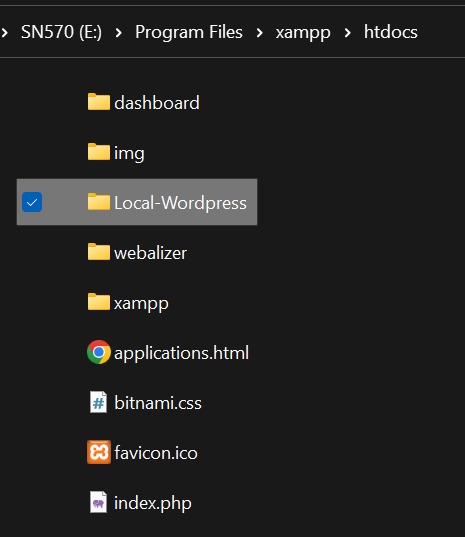 SN570 (E:) > Program Files > xampp > htdocs
dashboard
img
Local-Wordpress
webalizer
xampp
applications.html
bitnami.css
favicon.ico
index.php